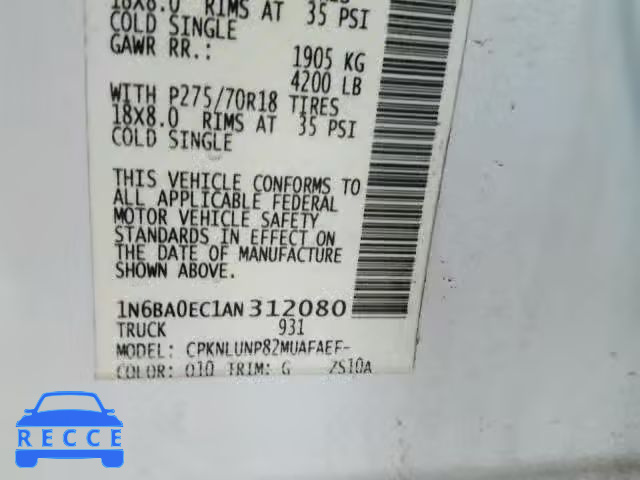 18X8.0 RIMS AT 35 PSI
COLD SINGLE
GAWR RR.: 1905 KG
4200 LB
WITH P275/70R18 TIRES
18X8.0 RIMS AT 35 PSI
COLD SINGLE
THIS VEHICLE CONFORMS TO
ALL APPLICABLE FEDERAL
MOTOR VEHICLE SAFETY
STANDARDS IN EFFECT ON
THE DATE OF MANUFACTURE
SHOWN ABOVE.
1N6BA0EC1AN312080
TRUCK 931
MODEL: CPKNLUNP82MUAFAEF-
COLOR: 010 TRIM: G ZS10A
RECCE